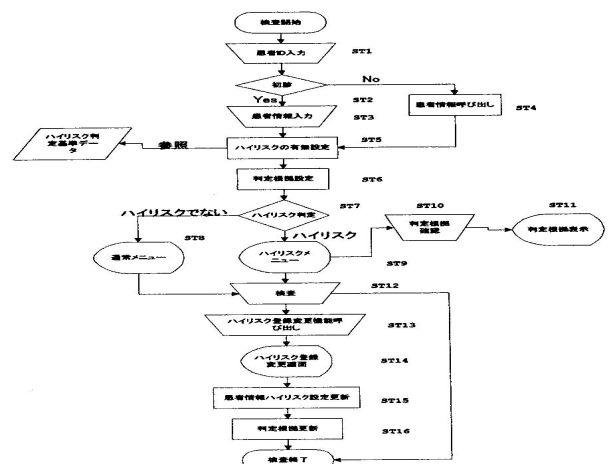 検査開始
患者ID入力
ST1
初診
No
Yes
ST2
患者情報入力
ST3
患者情報呼び出し
ST4
ハイリスク判
定基準デー
タ
参照
ハイリスクの有無設定
ST5
判定根拠設定
ST6
ハイリスク判定
ST7
ハイリスクでない
ハイリスク
ST8
通常メニュー
ハイリスクメ
ニュー
ST9
ST10
判定根拠
確認
ST11
判定根拠表示
検査
ST12
ハイリスク登録変更機能呼
び出し
ST13
ハイリスク登録
変更画面
ST14
患者情報ハイリスク設定更新
ST15
判定根拠更新
ST16
検査終了